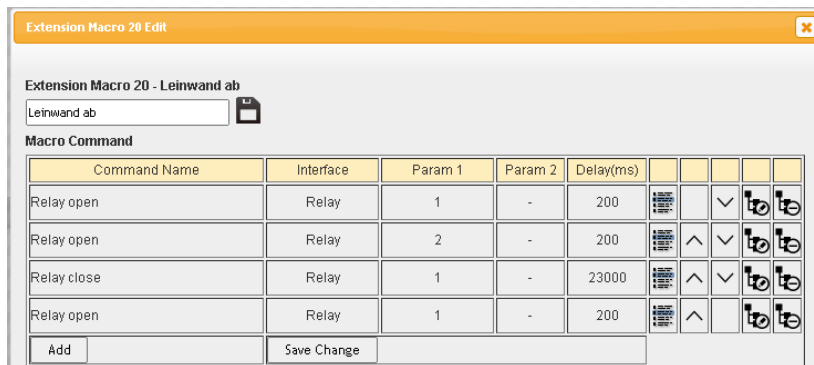 Extension Macro 20 Edit
Extension Macro 20 - Leinwand ab
Leinwand ab
Macro Command
Command Name Interface Param 1 Param 2 Delay(ms)
Relay open Relay 1 - 200
Relay open Relay 2 - 200
Relay close Relay 1 - 23000
Relay open Relay 1 - 200
Add Save Change